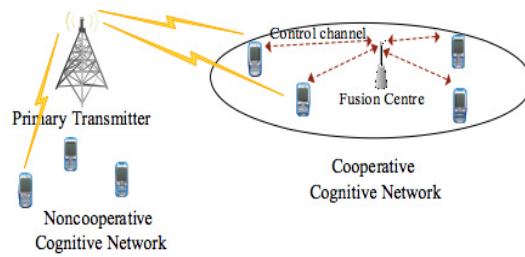 Control channel
Fusion Centre
Primary Transmitter
Cooperative
Cognitive Network
Noncooperative
Cognitive Network